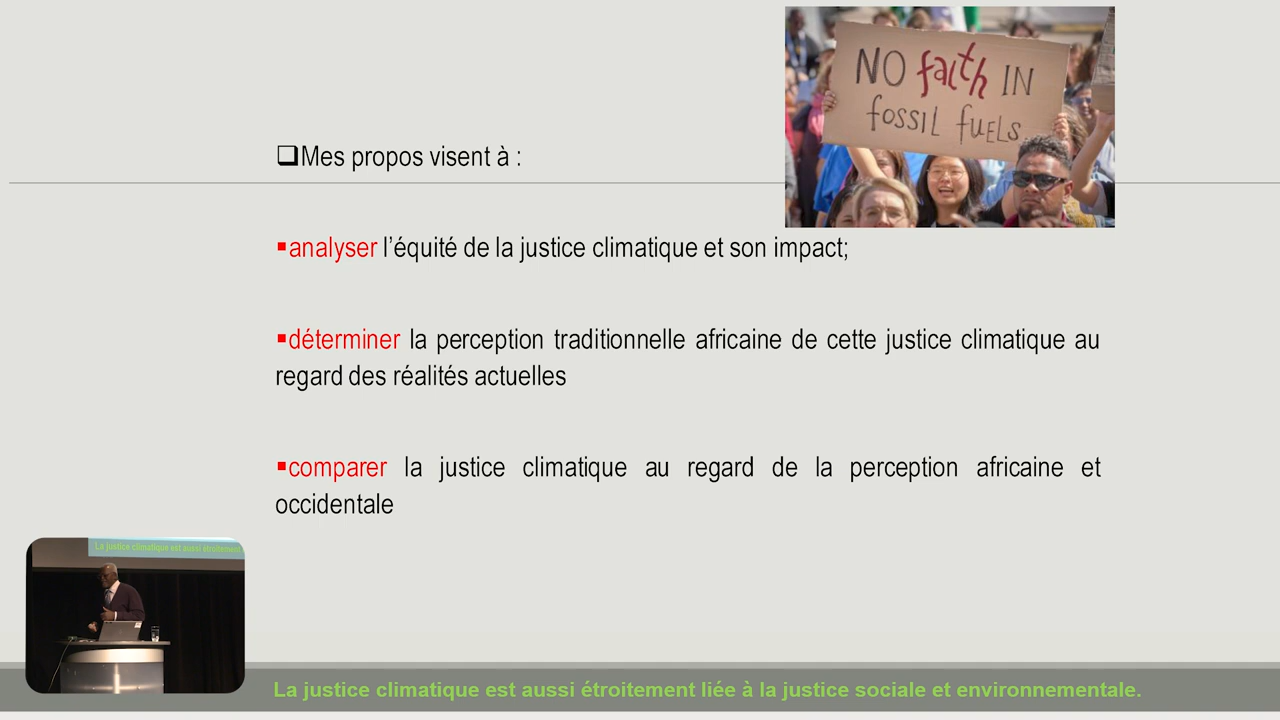 NO faith IN
fossil fuels
❑Mes propos visent à :
▪analyser l’équité de la justice climatique et son impact;
▪déterminer la perception traditionnelle africaine de cette justice climatique au
regard des réalités actuelles
▪comparer la justice climatique au regard de la perception africaine et
occidentale
La justice climatique est aussi étroitement
La justice climatique est aussi étroitement liée à la justice sociale et environnementale.